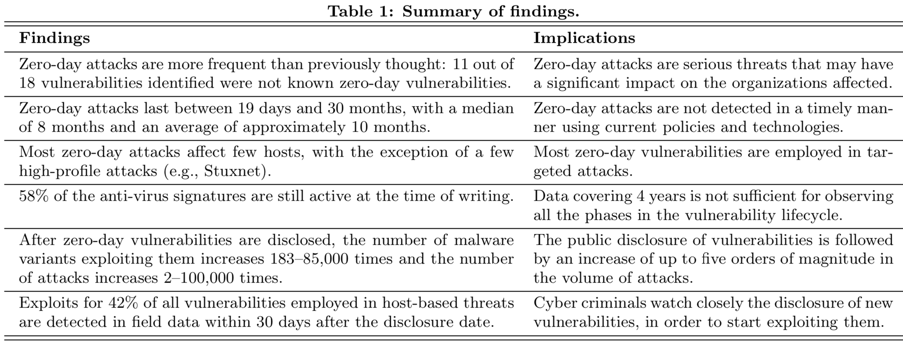 Table 1: Summary of findings.
Findings Implications
Zero-day attacks are more frequent than previously thought: 11 out of
18 vulnerabilities identified were not known zero-day vulnerabilities.
Zero-day attacks are serious threats that may have
a significant impact on the organizations affected.
Zero-day attacks last between 19 days and 30 months, with a median
of 8 months and an average of approximately 10 months.
Zero-day attacks are not detected in a timely man-
ner using current policies and technologies.
Most zero-day attacks affect few hosts, with the exception of a few
high-profile attacks (e.g., Stuxnet).
Most zero-day vulnerabilities are employed in tar-
geted attacks.
58% of the anti-virus signatures are still active at the time of writing.
Data covering 4 years is not sufficient for observing
all the phases in the vulnerability lifecycle.
After zero-day vulnerabilities are disclosed, the number of malware
variants exploiting them increases 183–85,000 times and the number
of attacks increases 2–100,000 times.
The public disclosure of vulnerabilities is followed
by an increase of up to five orders of magnitude in
the volume of attacks.
Exploits for 42% of all vulnerabilities employed in host-based threats
are detected in field data within 30 days after the disclosure date.
Cyber criminals watch closely the disclosure of new
vulnerabilities, in order to start exploiting them.